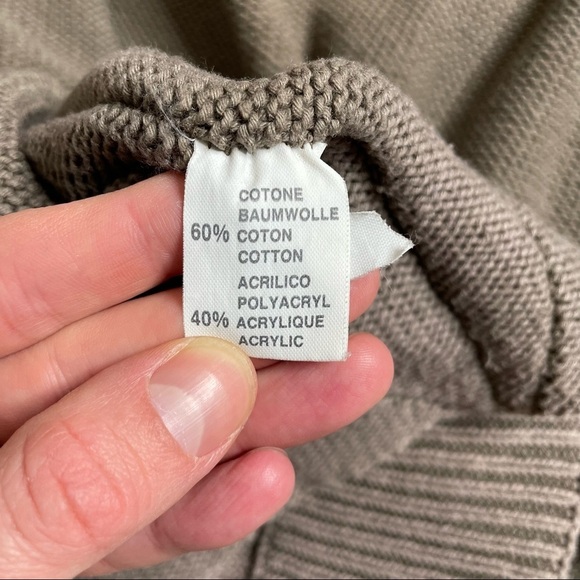 COTONE
BAUMWOLLE
60% COTON
COTTON
ACRILICO
POLYACRYL
40% ACRYLIQUE
ACRYLIC